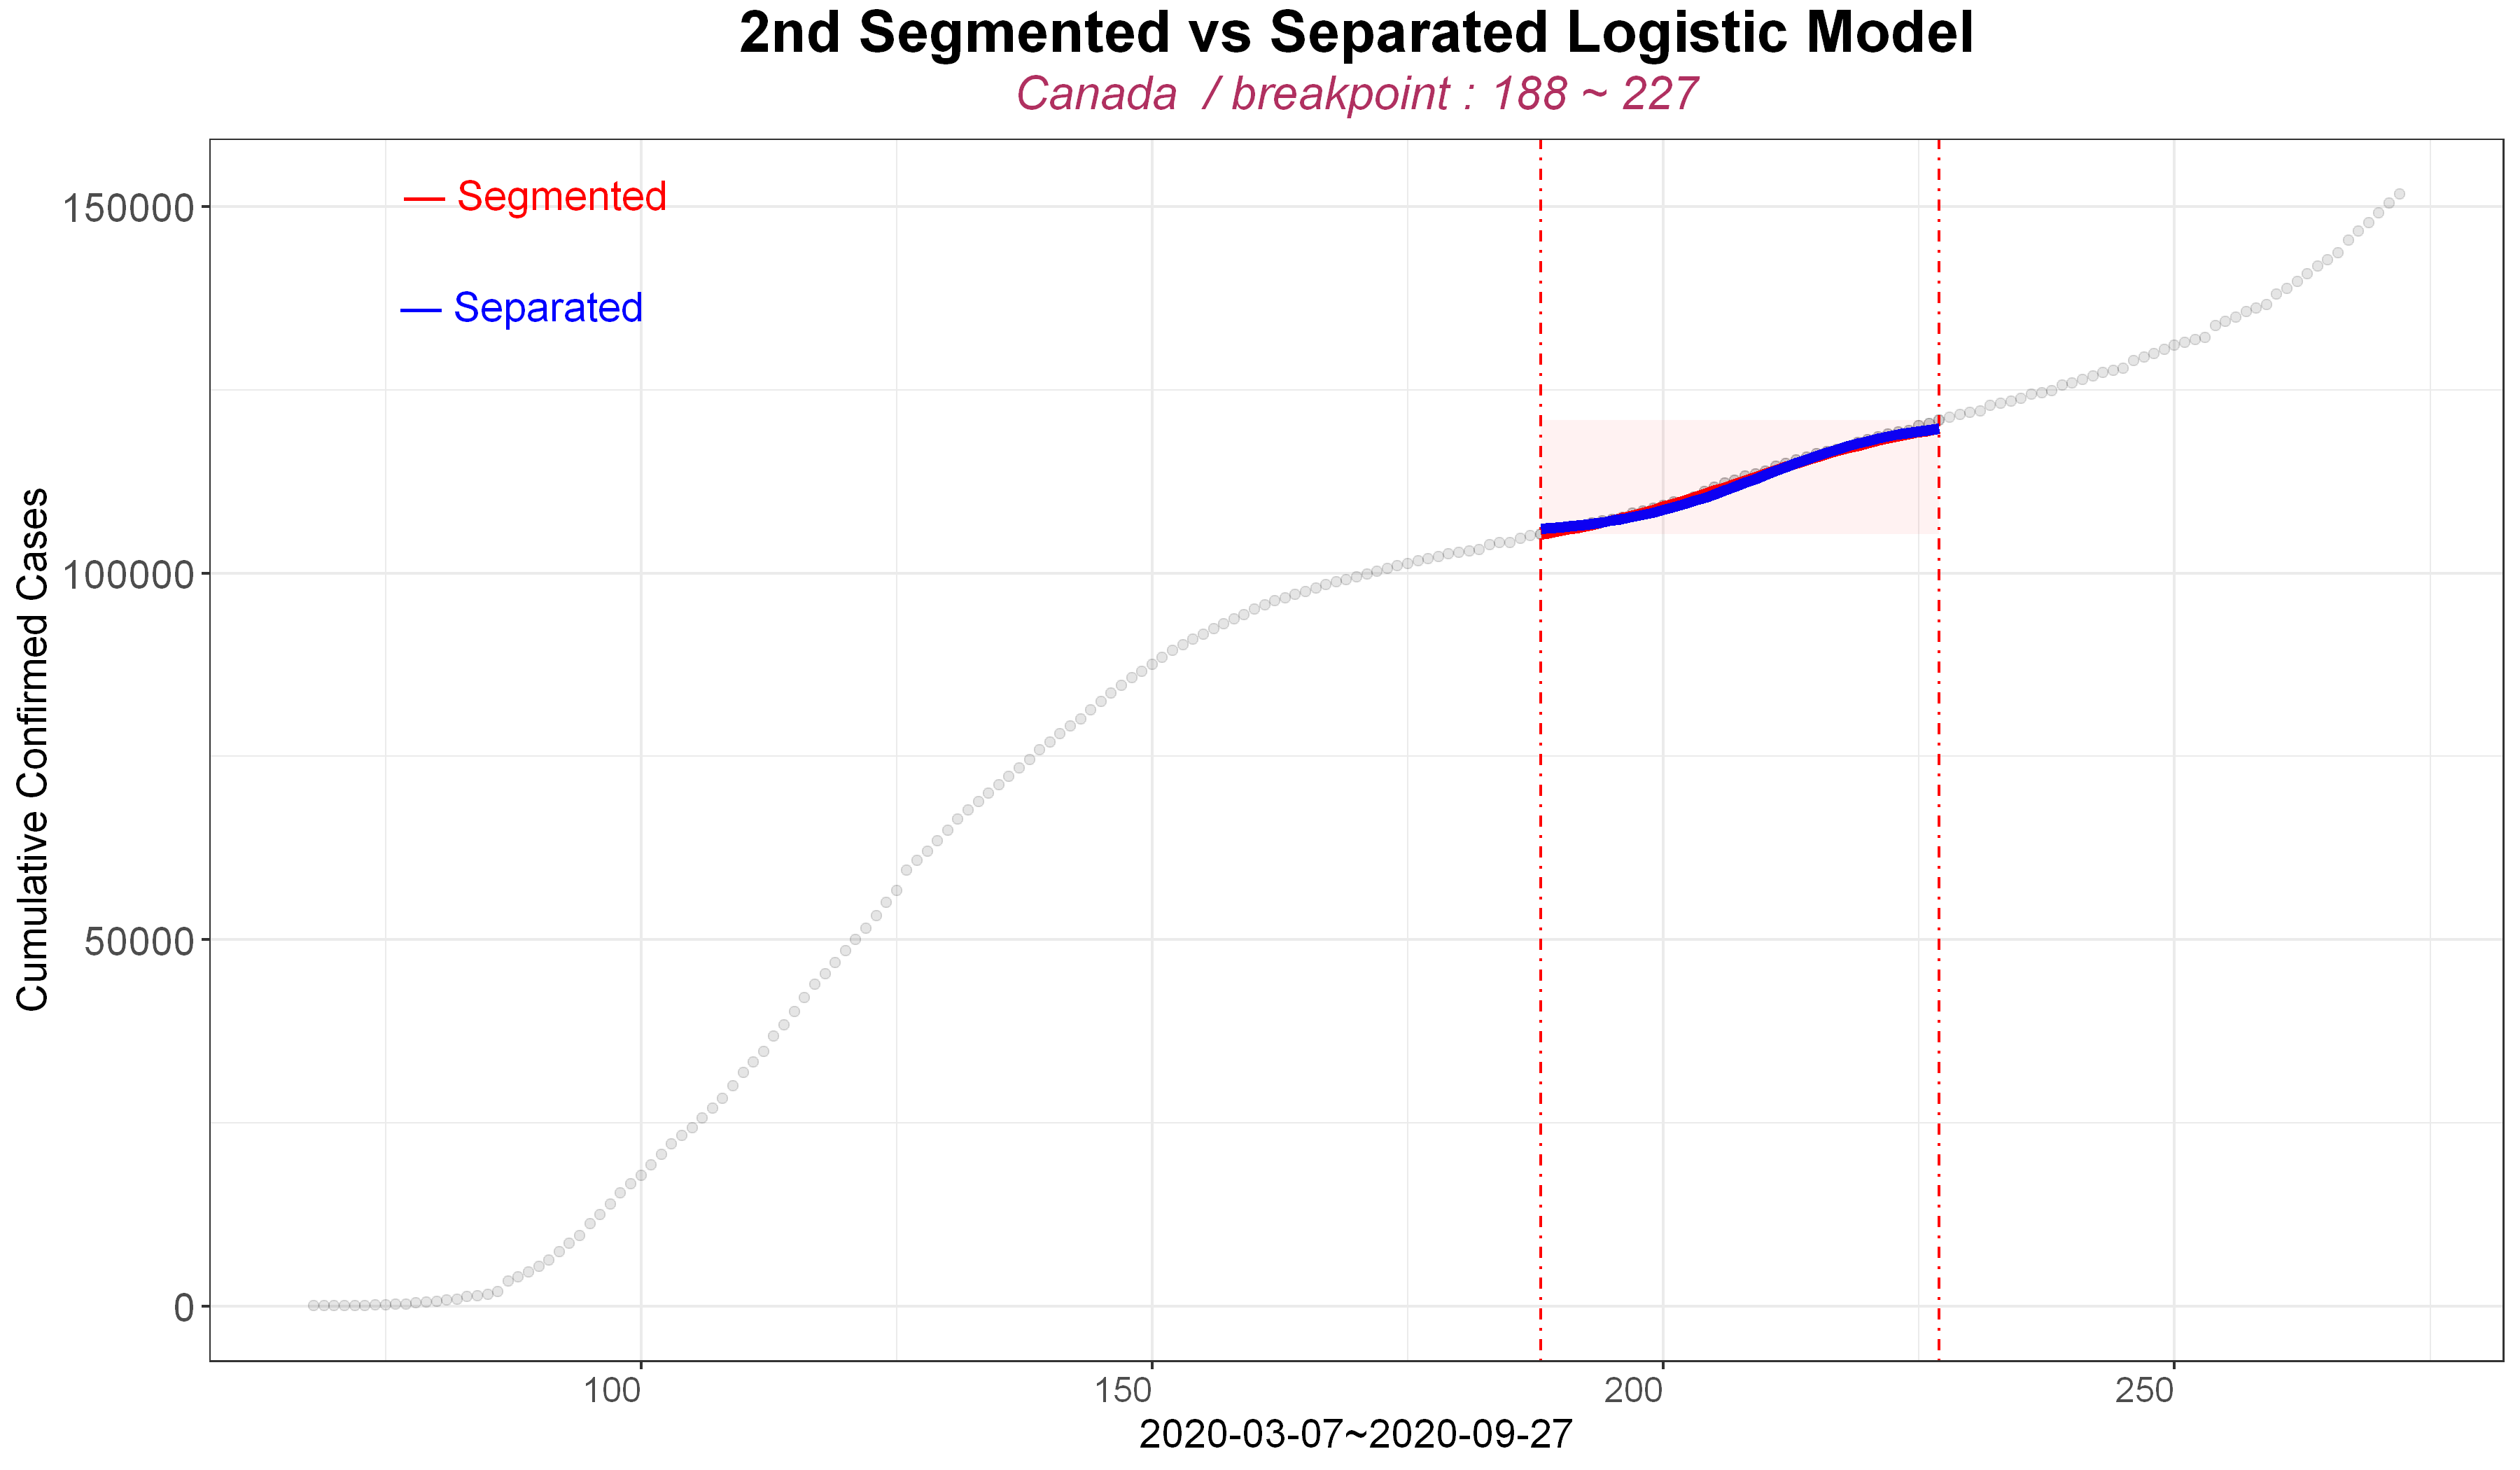 2nd Segmented vs Separated Logistic Model
Canada / breakpoint : 188 ~ 227
Segmented
Separated
150000
100000
50000
0
Cumulative Confirmed Cases
100 150 200 250
2020-03-07~2020-09-27